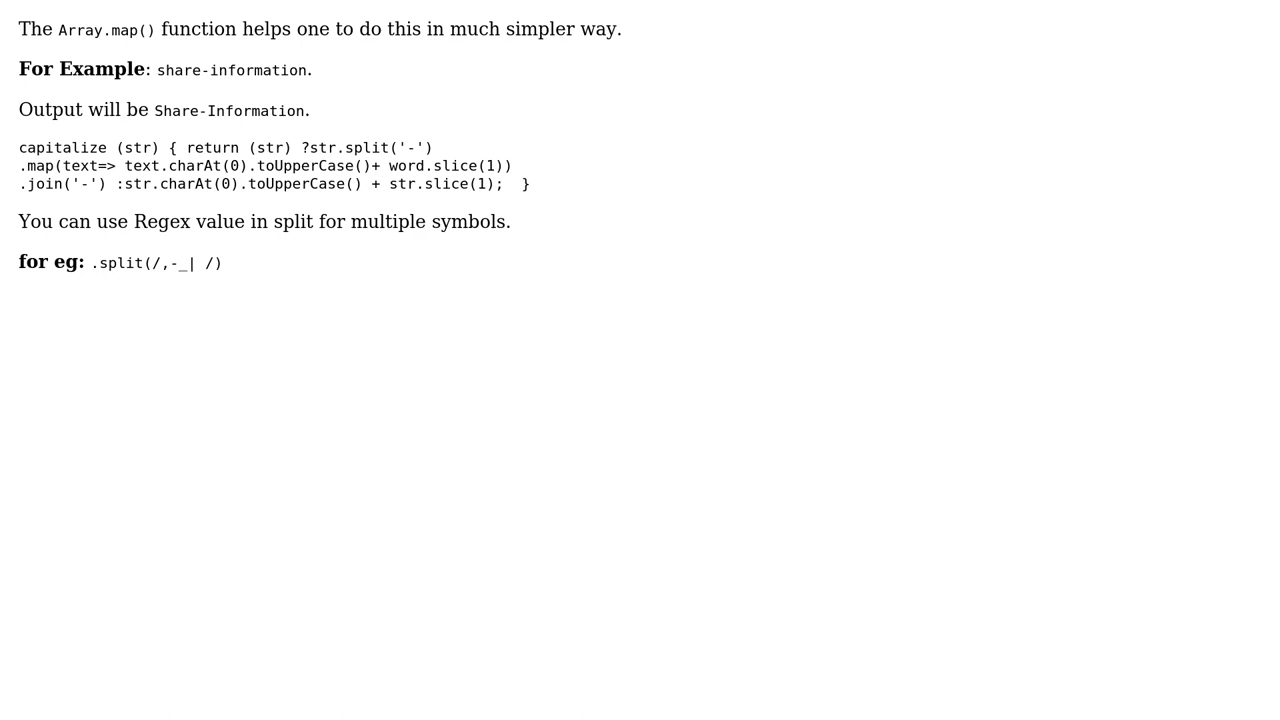 The Array.map() function helps one to do this in much simpler way.
For Example: share-information.
Output will be Share-Information.
capitalize (str) { return (str) ?str.split('-')
.map(text=> text.charAt(0).toUpperCase()+ word.slice(1))
.join('-') :str.charAt(0).toUpperCase() + str.slice(1);  }
You can use Regex value in split for multiple symbols.
for eg: .split(/,-_| /)